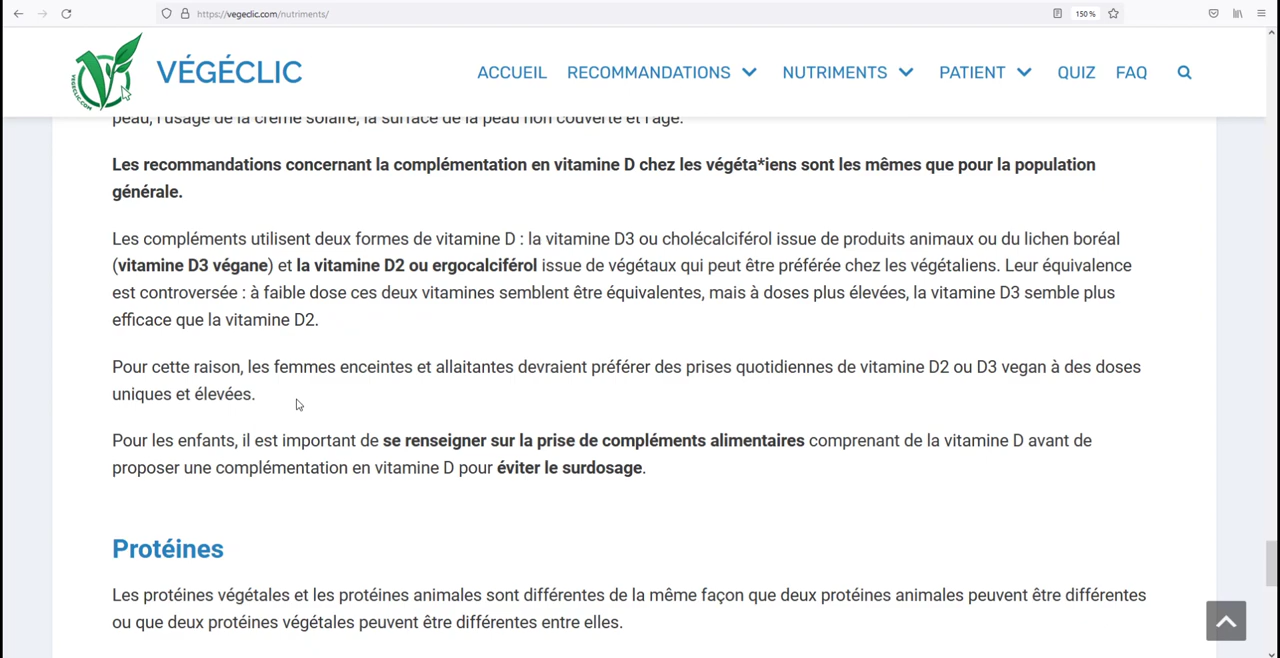 https://vegeclic.com/nutriments/
150 %
VEGECLIC.COM
VÉGÉCLIC
ACCUEIL RECOMMANDATIONS NUTRIMENTS PATIENT QUIZ FAQ
peau, l'usage de la crème solaire, la surface de la peau non couverte et l'âge.
Les recommandations concernant la complémentation en vitamine D chez les végéta*iens sont les mêmes que pour la population
générale.
Les compléments utilisent deux formes de vitamine D : la vitamine D3 ou cholécalciférol issue de produits animaux ou du lichen boréal
(vitamine D3 végane) et la vitamine D2 ou ergocalciférol issue de végétaux qui peut être préférée chez les végétaliens. Leur équivalence
est controversée : à faible dose ces deux vitamines semblent être équivalentes, mais à doses plus élevées, la vitamine D3 semble plus
efficace que la vitamine D2.
Pour cette raison, les femmes enceintes et allaitantes devraient préférer des prises quotidiennes de vitamine D2 ou D3 vegan à des doses
uniques et élevées.
Pour les enfants, il est important de se renseigner sur la prise de compléments alimentaires comprenant de la vitamine D avant de
proposer une complémentation en vitamine D pour éviter le surdosage.
Protéines
Les protéines végétales et les protéines animales sont différentes de la même façon que deux protéines animales peuvent être différentes
ou que deux protéines végétales peuvent être différentes entre elles.